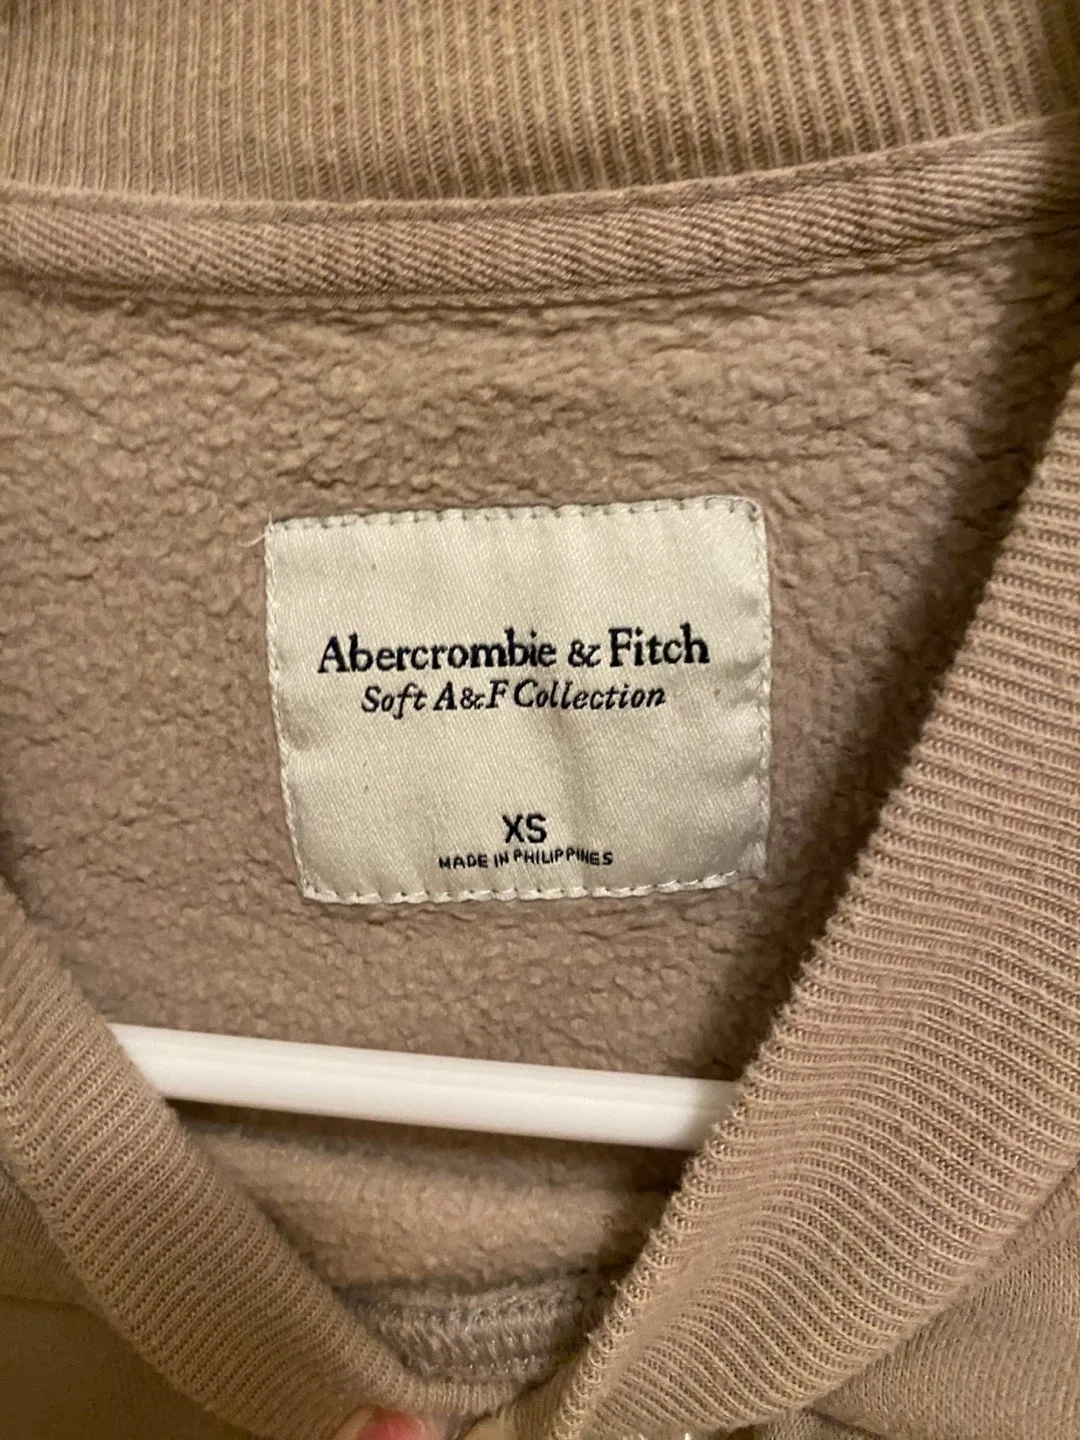 Abercrombie & Fitch
Soft A&F Collection
XS
MADE IN PHILIPPINES